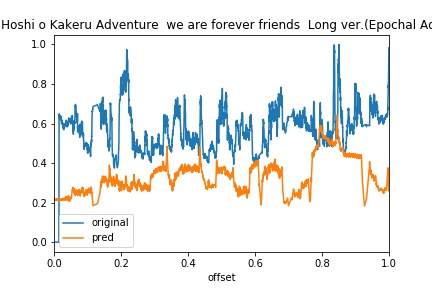 Hoshi o Kakeru Adventure  we are forever friends  Long ver.(Epochal Ad
1.0
0.8
0.6
0.4
0.2
0.0
original
pred
0.0 0.2 0.4 0.6 0.8 1.0
offset